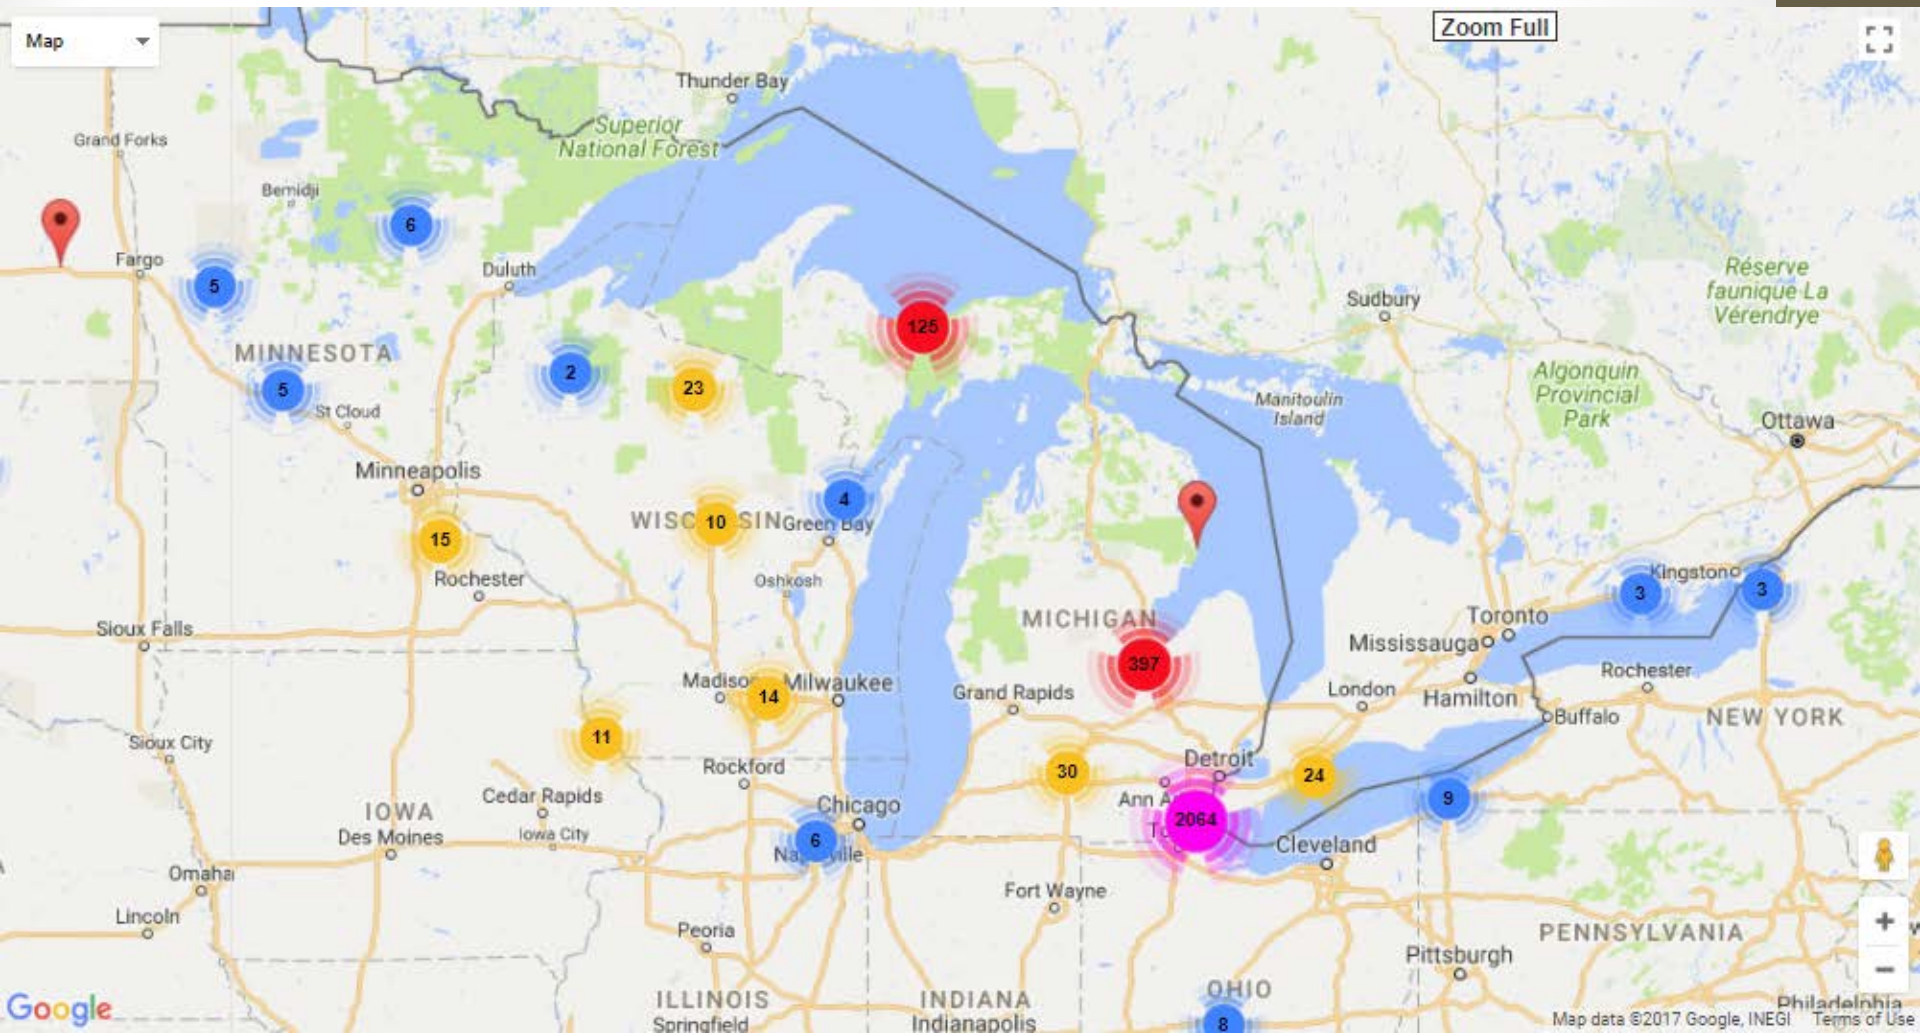 Map
Zoom Full
Thunder Bay
Superior
National Forest
Grand Forks
Bemidji
6
Fargo
5
Duluth
125
Réserve
faunique La
Vérendrye
Sudbury
MINNESOTA
5
2
23
St Cloud
Algonquin
Provincial
Park
Manitoulin
Island
Ottawa
Minneapolis
4
WISC
10
SIN
Green Bay
15
Rochester
Oshkosh
Kingston
3
3
Toronto
MICHIGAN
Sioux Falls
Mississauga
397
Madiso
14
Milwaukee
Grand Rapids
London
Hamilton
Rochester
Buffalo
NEW YORK
11
Sioux City
Rockford
30
Detroit
24
Cedar Rapids
Chicago
Ann A
9
IOWA
Des Moines
Iowa City
6
Na
ville
2064
T
Cleveland
Omaha
Fort Wayne
Lincoln
Peoria
PENNSYLVANIA
Pittsburgh
ILLINOIS
Springfield
INDIANA
Indianapolis
OHIO
8
Philadelphia
Google
Map data ©2017 Google, INEGI
Terms of Use